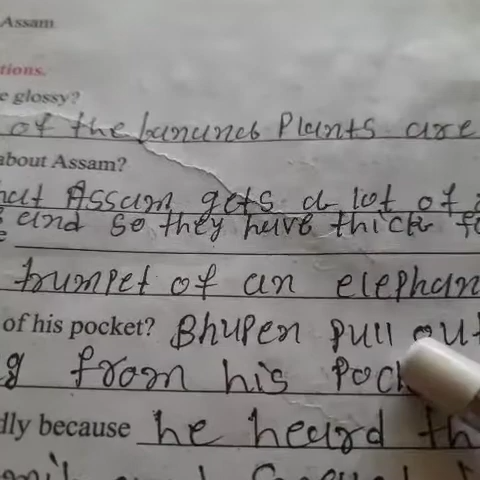 Assam
tions.
e glossy?
of the bananas Plants are
about Assam?
hat Assam gets a lot of
and so they have thick
trumpet of an elephan
of his pocket? Bhupen pull out
g from his Pock
dly because he heard th